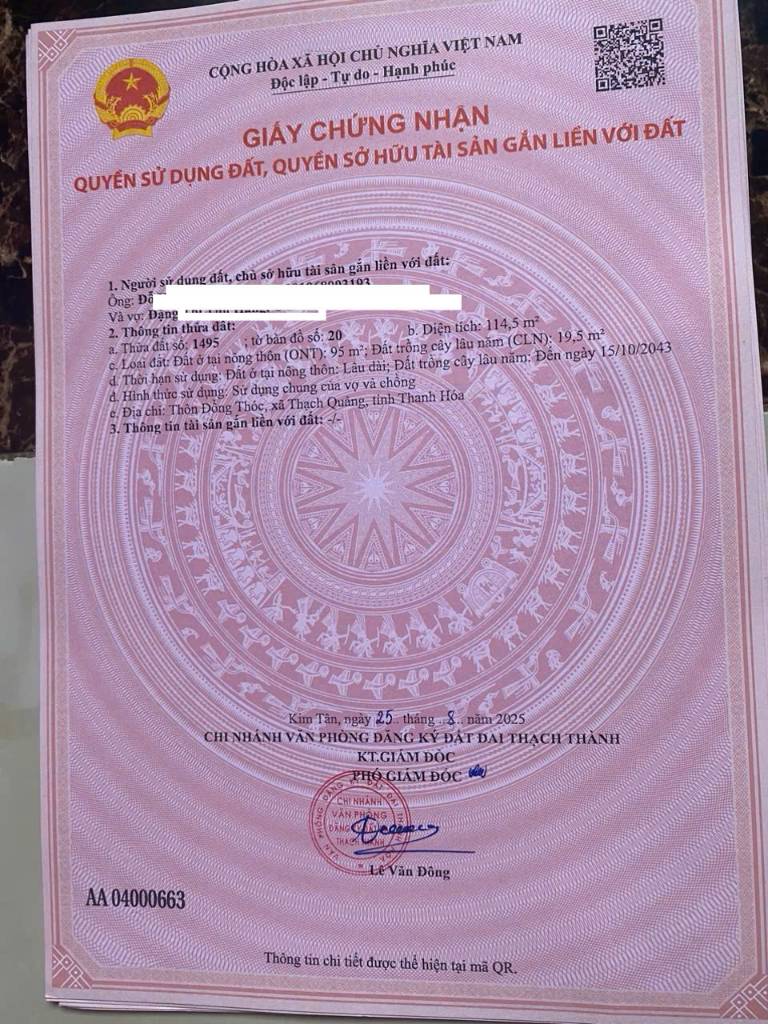 CỘNG HÒA XÃ HỘI CHỦ NGHĨA VIỆT NAM
Độc lập - Tự do - Hạnh phúc
GIẤY CHỨNG NHẬN
QUYỀN SỬ DỤNG ĐẤT, QUYỀN SỞ HỮU TÀI SẢN GẮN LIỀN VỚI ĐẤT
1. Người sử dụng đất, chủ sở hữu tài sản gắn liền với đất:
Ông: Đỗ
Và vợ: Đặng
2. Thông tin thửa đất:
a. Thửa đất số: 1495 ; tờ bản đồ số: 20 b. Diện tích: 114,5 m²
c. Loại đất: Đất ở tại nông thôn (ONT): 95 m²; Đất trồng cây lâu năm (CLN): 19,5 m²
d. Thời hạn sử dụng: Đất ở tại nông thôn: Lâu dài; Đất trồng cây lâu năm: Đến ngày 15/10/2043
đ. Hình thức sử dụng: Sử dụng chung của vợ và chồng
e. Địa chỉ: Thôn Đồng Thóc, xã Thạch Quảng, tỉnh Thanh Hóa
3. Thông tin tài sản gắn liền với đất: -/-
Kim Tân, ngày 25 tháng 8 năm 2025
CHI NHÁNH VĂN PHÒNG ĐĂNG KÝ ĐẤT ĐAI THẠCH THÀNH
KT.GIÁM ĐỐC
PHÓ GIÁM ĐỐC
CHI NHÁNH
VĂN PHÒNG
Lê Văn Đông
AA 04000663
Thông tin chi tiết được thể hiện tại mã QR.